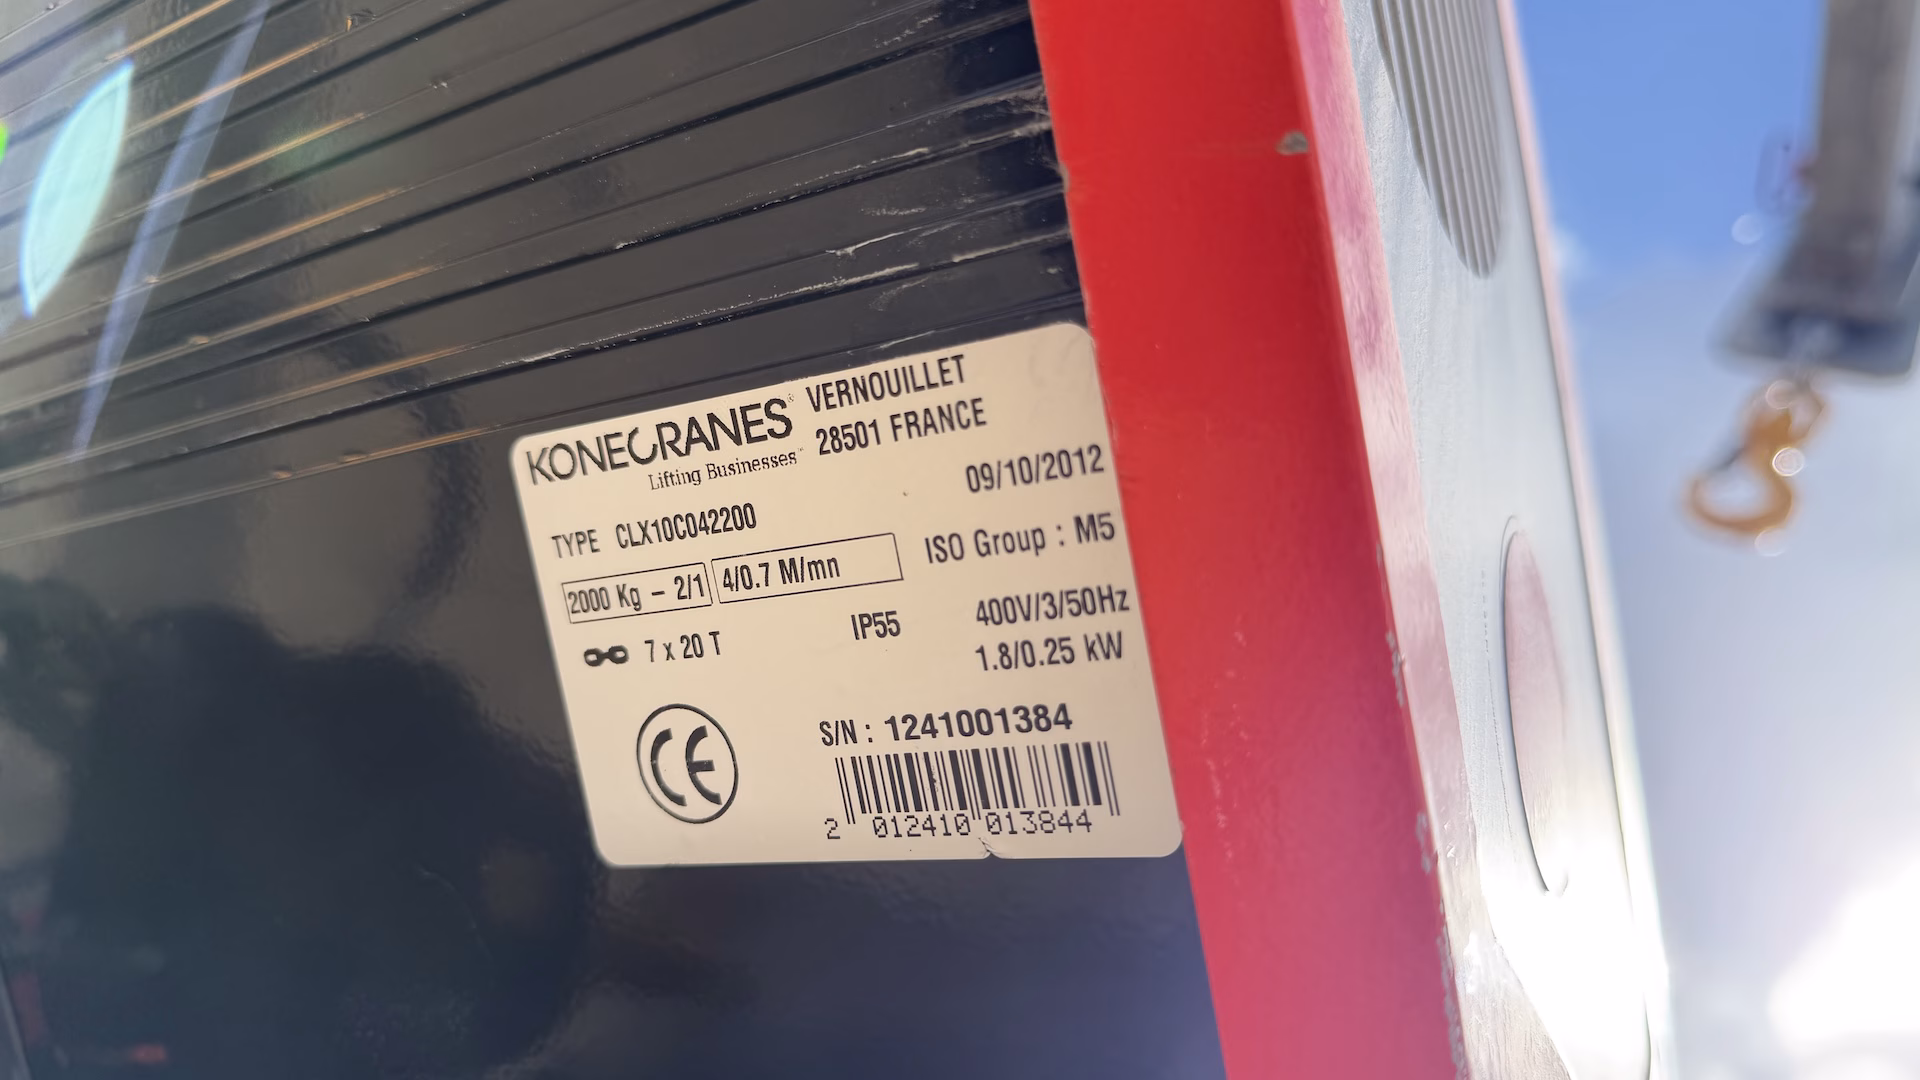 KONECRANES®
Lifting Businesses™
VERNOUILLET
28501 FRANCE
09/10/2012
TYPE CLX10C042200
ISO Group : M5
2000 Kg – 2/1 4/0.7 M/mn
400V/3/50Hz
7 x 20 T IP55
1.8/0.25 kW
CE
S/N : 1241001384
2 012410 013844